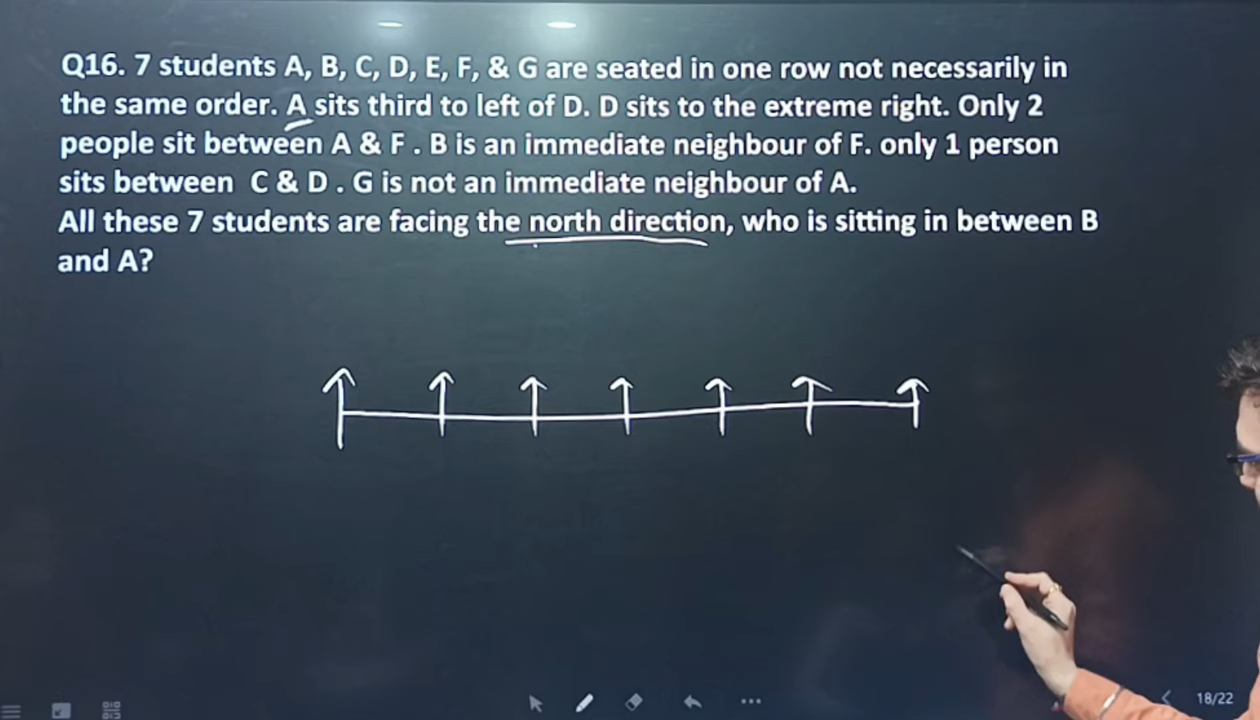 Q16. 7 students A, B, C, D, E, F, & G are seated in one row not necessarily in
the same order. A sits third to left of D. D sits to the extreme right. Only 2
people sit between A & F . B is an immediate neighbour of F. only 1 person
sits between C & D . G is not an immediate neighbour of A.
All these 7 students are facing the north direction, who is sitting in between B
and A?
18/22